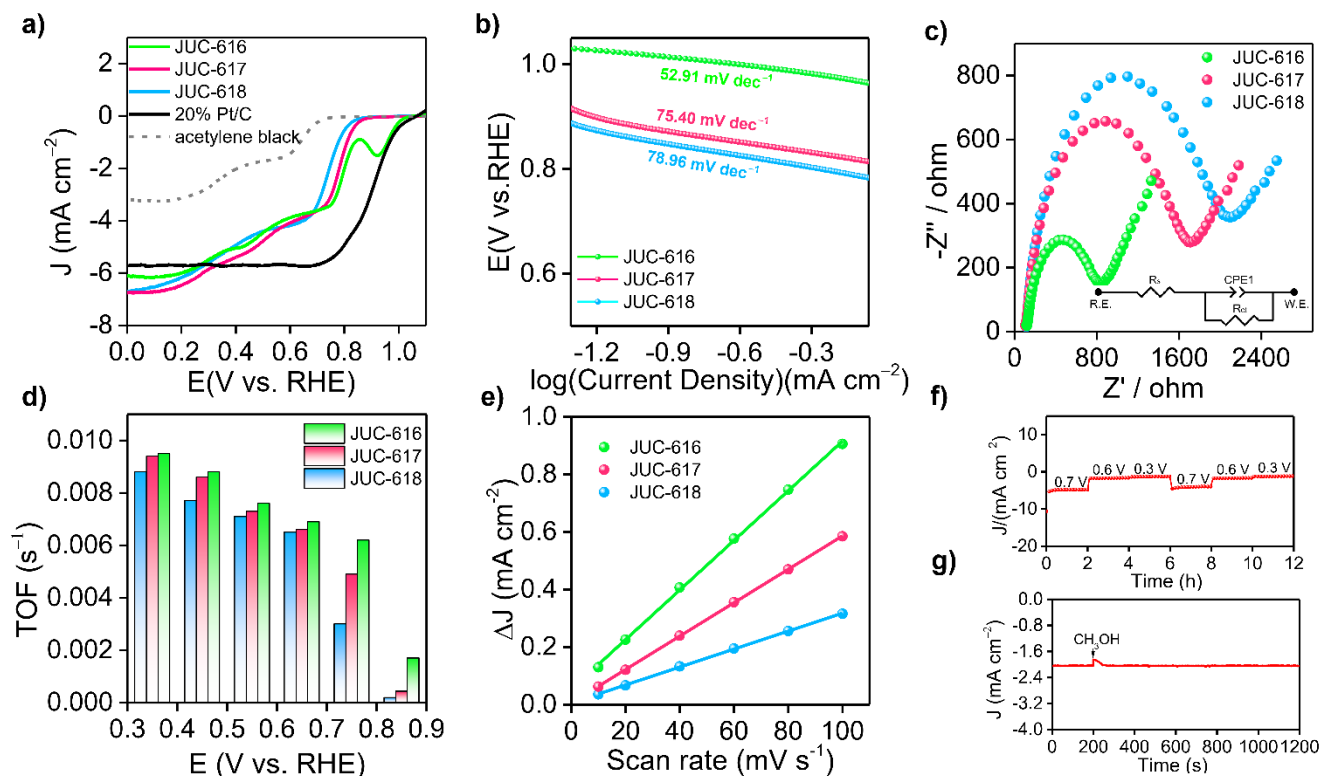 a)
JUC-616
JUC-617
JUC-618
20% Pt/C
acetylene black
2
0
-2
-4
-6
-8
J (mA cm⁻²)
0.0 0.2 0.4 0.6 0.8 1.0
E(V vs. RHE)
b)
52.91 mV dec⁻¹
75.40 mV dec⁻¹
78.96 mV dec⁻¹
JUC-616
JUC-617
JUC-618
1.0
0.8
0.6
E(V vs.RHE)
-1.2 -0.9 -0.6 -0.3
log(Current Density)(mA cm⁻²)
c)
JUC-616
JUC-617
JUC-618
800
600
400
200
0
-Z'' / ohm
Rs
CPE1
R.E.
Rct
W.E.
0 800 1600 2400
Z' / ohm
d)
JUC-616
JUC-617
JUC-618
0.010
0.008
0.006
0.004
0.002
0.000
TOF (s⁻¹)
0.3 0.4 0.5 0.6 0.7 0.8 0.9
E (V vs. RHE)
e)
JUC-616
JUC-617
JUC-618
1.0
0.8
0.6
0.4
0.2
0.0
ΔJ (mA cm⁻²)
0 20 40 60 80 100
Scan rate (mV s⁻¹)
f)
10
0
-10
-20
J/(mA cm⁻²)
0.7 V 0.6 V 0.3 V 0.7 V 0.6 V 0.3 V
0 2 4 6 8 10 12
Time (h)
g)
0.0
-0.8
-1.6
-2.4
-3.2
-4.0
J (mA cm⁻²)
CH₃OH
0 200 400 600 800 1000 1200
Time (s)